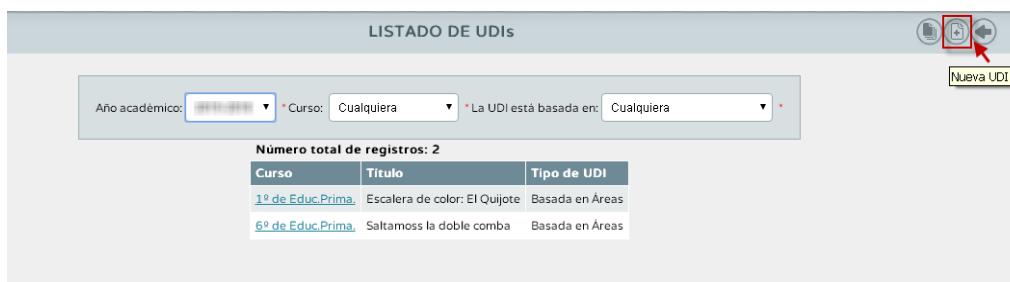 LISTADO DE UDIs
Nueva UDI
Año académico: * Curso: Cualquiera * La UDI está basada en: Cualquiera *
Número total de registros: 2
Curso Título Tipo de UDI
1º de Educ.Prima. Escalera de color: El Quijote Basada en Áreas
6º de Educ.Prima. Saltamoss la doble comba Basada en Áreas